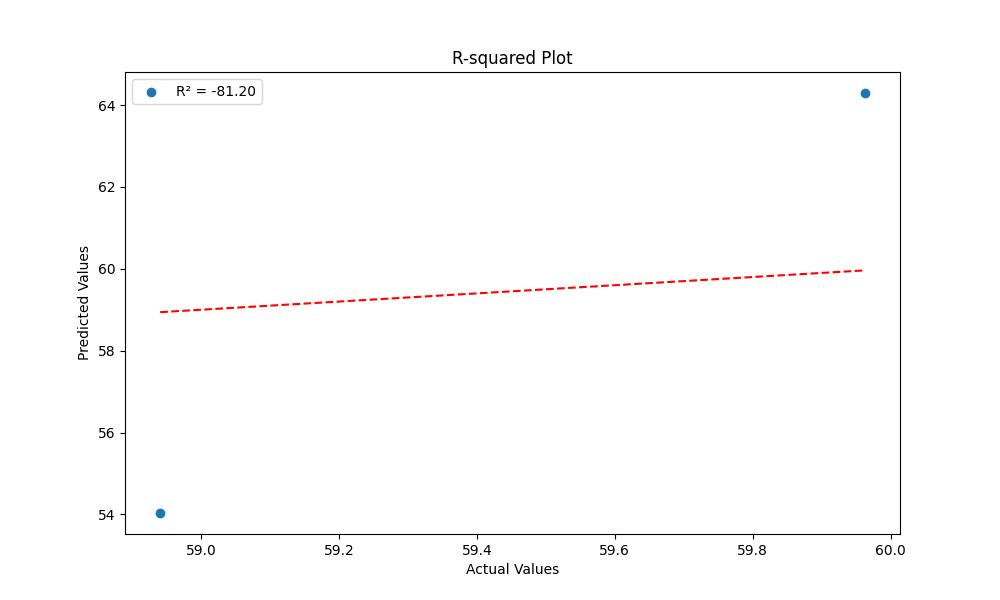 R-squared Plot
R² = -81.20
64
62
60
58
56
54
Predicted Values
59.0 59.2 59.4 59.6 59.8 60.0
Actual Values